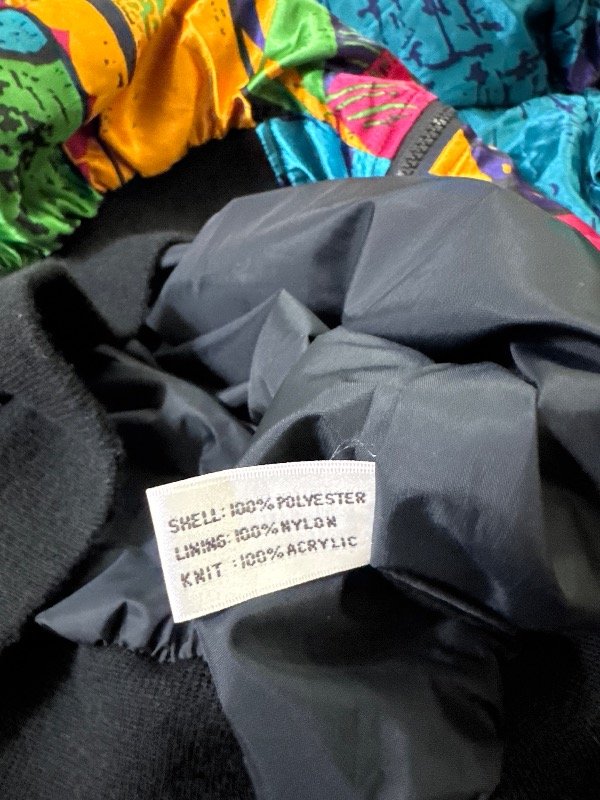 SHELL:100%POLYESTER
LINING:100%NYLON
KNIT :100%ACRYLIC